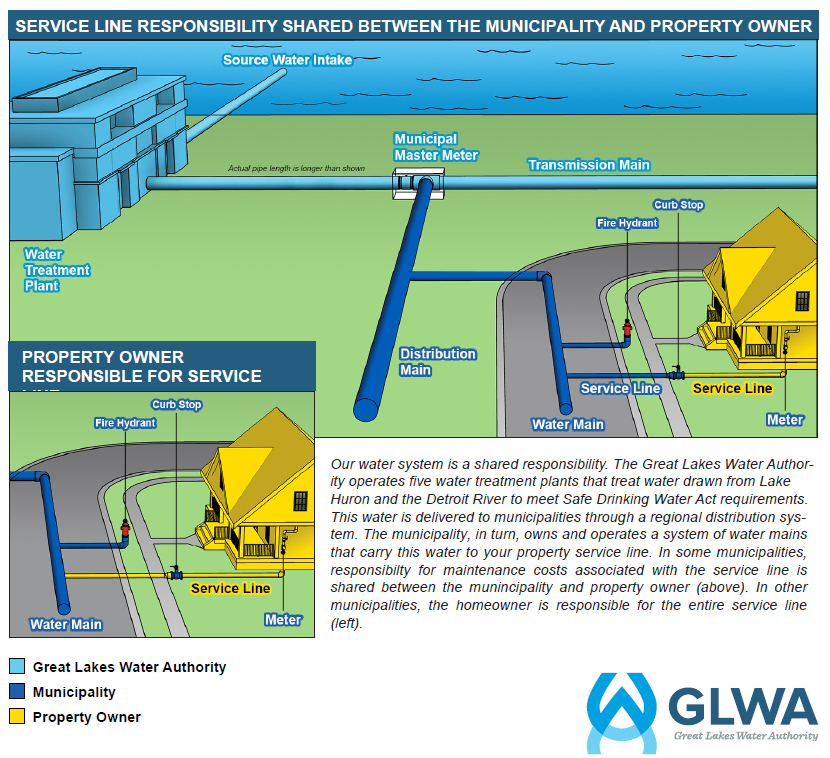 SERVICE LINE RESPONSIBILITY SHARED BETWEEN THE MUNICIPALITY AND PROPERTY OWNER
Source Water Intake
Municipal
Master Meter
Transmission Main
Actual pipe length is longer than shown
Curb Stop
Fire Hydrant
Water
Treatment
Plant
Distribution
Main
Service Line
Service Line
Water Main
Meter
PROPERTY OWNER
RESPONSIBLE FOR SERVICE
LINE
Curb Stop
Fire Hydrant
Service Line
Water Main
Meter
Our water system is a shared responsibility. The Great Lakes Water Author-
ity operates five water treatment plants that treat water drawn from Lake
Huron and the Detroit River to meet Safe Drinking Water Act requirements.
This water is delivered to municipalities through a regional distribution sys-
tem. The municipality, in turn, owns and operates a system of water mains
that carry this water to your property service line. In some municipalities,
responsibilty for maintenance costs associated with the service line is
shared between the munincipality and property owner (above). In other
municipalities, the homeowner is responsible for the entire service line
(left).
Great Lakes Water Authority
Municipality
Property Owner
GLWA
Great Lakes Water Authority